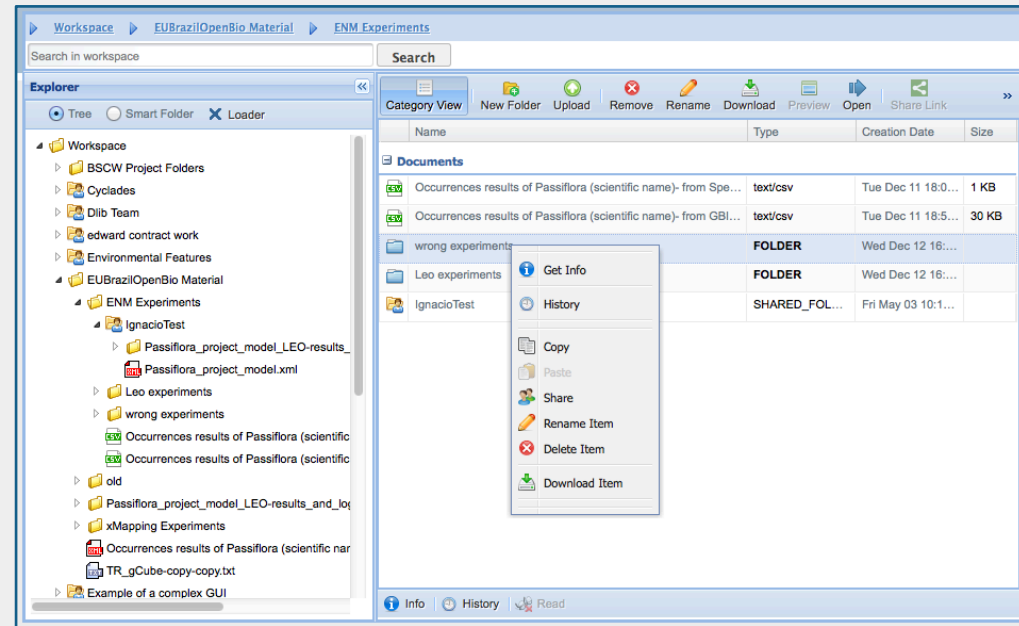 Workspace EUBrazilOpenBio Material ENM Experiments
Search in workspace Search
Explorer
Tree Smart Folder Loader
Workspace
BSCW Project Folders
Cyclades
Dlib Team
edward contract work
Environmental Features
EUBrazilOpenBio Material
ENM Experiments
IgnacioTest
Passiflora_project_model_LEO-results_
Passiflora_project_model.xml
Leo experiments
wrong experiments
Occurrences results of Passiflora (scientific
Occurrences results of Passiflora (scientific
old
Passiflora_project_model_LEO-results_and_log
xMapping Experiments
Occurrences results of Passiflora (scientific nar
TR_gCube-copy-copy.txt
Example of a complex GUI
Category View New Folder Upload Remove Rename Download Preview Open Share Link »
Name Type Creation Date Size
Documents
CSV Occurrences results of Passiflora (scientific name)- from Spe... text/csv Tue Dec 11 18:0... 1 KB
CSV Occurrences results of Passiflora (scientific name)- from GBI... text/csv Tue Dec 11 18:5... 30 KB
wrong experiments FOLDER Wed Dec 12 16:...
Leo experiments FOLDER Wed Dec 12 16:...
IgnacioTest SHARED_FOL... Fri May 03 10:1...
Get Info
History
Copy
Paste
Share
Rename Item
Delete Item
Download Item
Info History Read